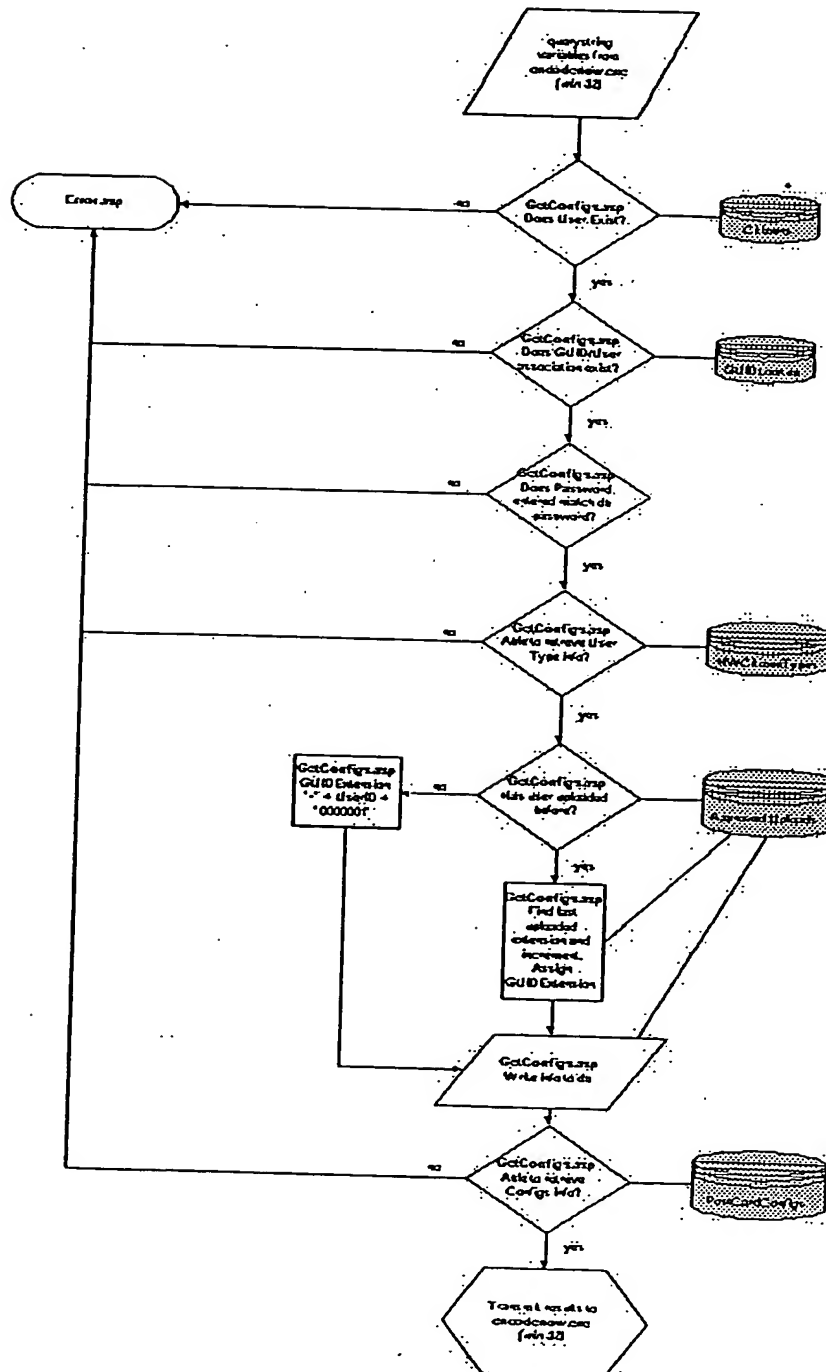 querystring
variables from
encodenow.exe
(win 32)
Error.asp
no
GetConfigs.asp
Does User Exist?
yes
no
GetConfigs.asp
Does GUID/User
association exist?
yes
no
GetConfigs.asp
Does Password
entered match db
password?
yes
no
GetConfigs.asp
Able to retrieve User
Type info?
yes
GetConfigs.asp
GUID Extension
"-" + UserID +
"000001"
no
GetConfigs.asp
Has user uploaded
before?
yes
GetConfigs.asp
Find last
uploaded
extension and
increment.
Assign
GUID Extension
GetConfigs.asp
Write info to db
no
GetConfigs.asp
Able to retrieve
Configs info?
PostCardConfigs
yes
Transmit results to
encodenow.exe
(win 32)